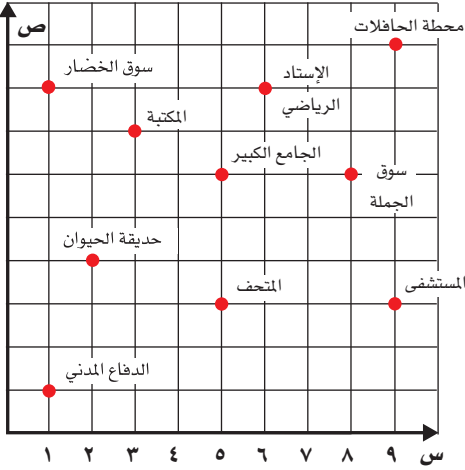 محطة الحافلات
ص
سوق الخضار
الإستاد
الرياضي
المكتبة
الجامع الكبير
سوق
الجملة
حديقة الحيوان
المتحف
المستشفى
الدفاع المدني
١ ٢ ٣ ٤ ٥ ٦ ٧ ٨ ٩ س